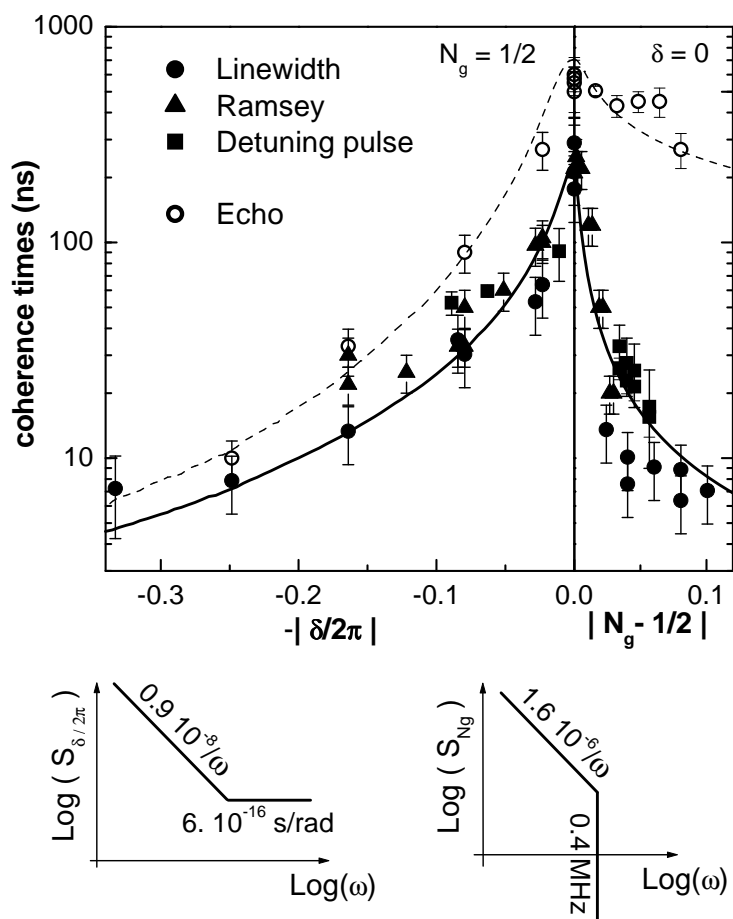 1000
N_g = 1/2
δ = 0
Linewidth
Ramsey
Detuning pulse
Echo
100
10
coherence times (ns)
-0.3
-0.2
-0.1
0.0
0.1
-| δ/2π |
| N_g - 1/2 |
Log ( S_δ / 2π )
0.9 10^-8/ω
6. 10^-16 s/rad
Log(ω)
Log ( S_Ng )
1.6 10^-6/ω
0.4 MHz
Log(ω)